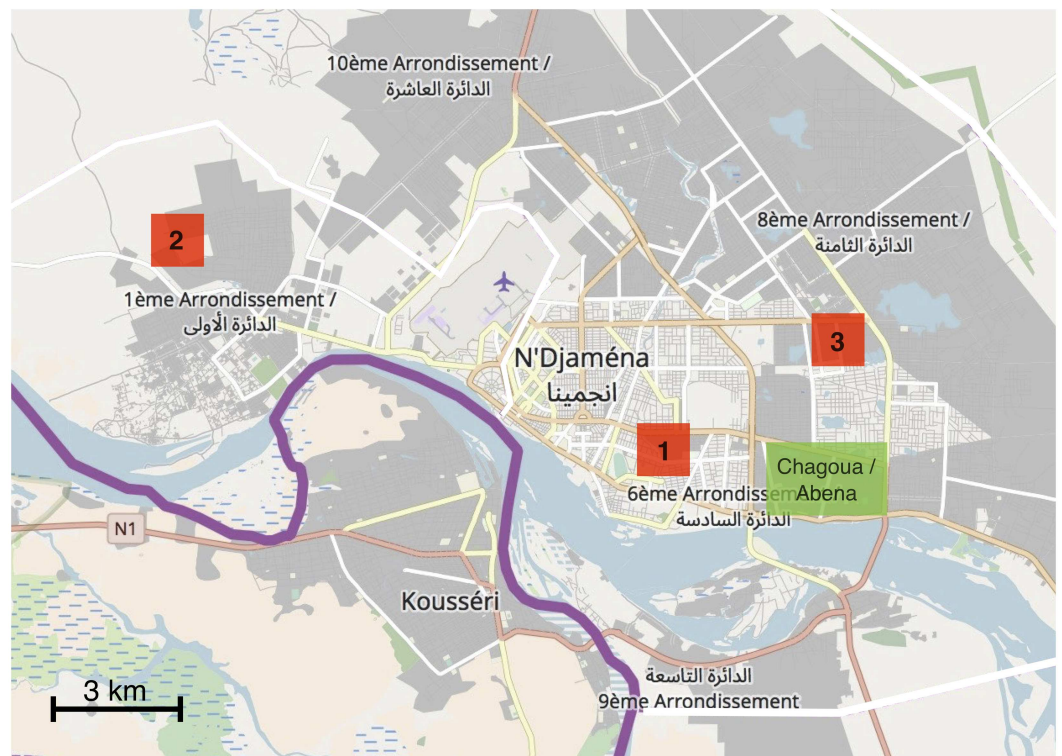 10ème Arrondissement /
الدائرة العاشرة
8ème Arrondissement /
الدائرة الثامنة
2
1ème Arrondissement /
الدائرة الأولى
3
N'Djaména
انجمينا
1
Chagoua /
Abena
6ème Arrondissement
الدائرة السادسة
N1
Kousséri
الدائرة التاسعة
9ème Arrondissement
3 km